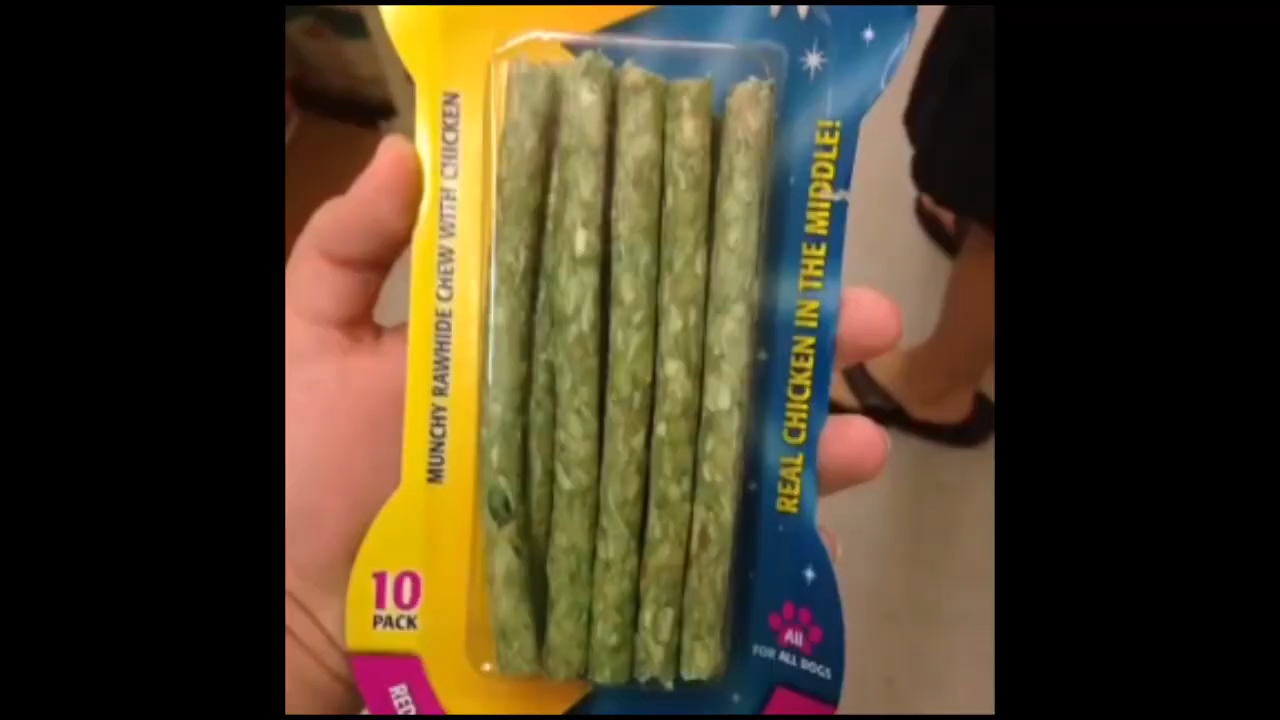 MUNCHY RAWHIDE CHEW WITH CHICKEN
REAL CHICKEN IN THE MIDDLE!
10
PACK
All
FOR ALL DOGS